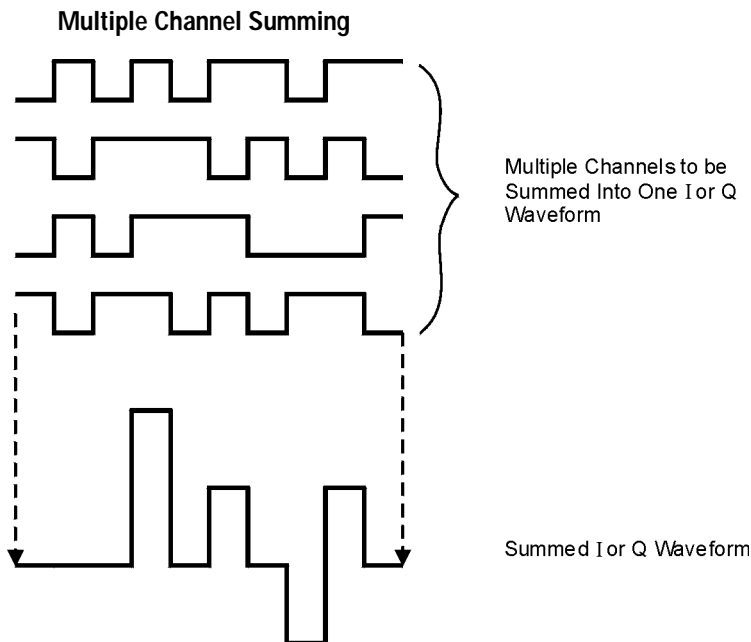 Multiple Channel Summing
Multiple Channels to be
Summed Into One I or Q
Waveform
Summed I or Q Waveform